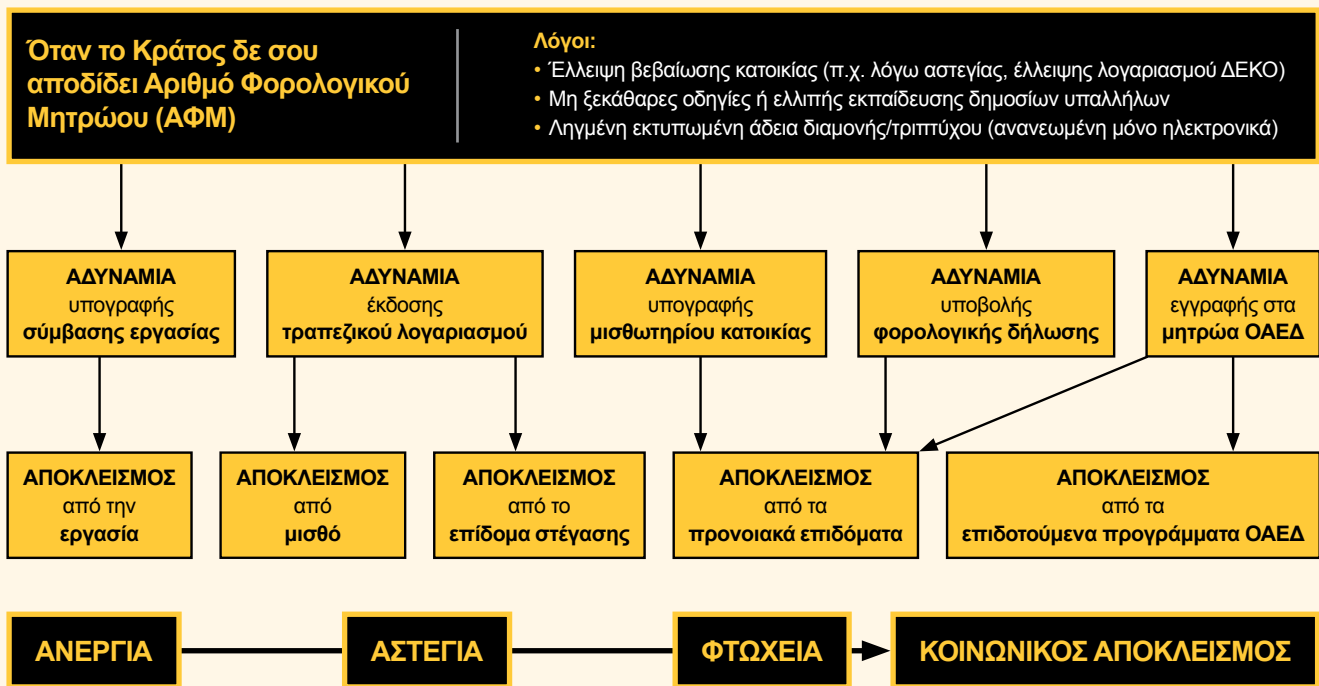 Όταν το Κράτος δε σου
αποδίδει Αριθμό Φορολογικού
Μητρώου (ΑΦΜ)
Λόγοι:
• Έλλειψη βεβαίωσης κατοικίας (π.χ. λόγω αστεγίας, έλλειψης λογαριασμού ΔΕΚΟ)
• Μη ξεκάθαρες οδηγίες ή ελλιπής εκπαίδευσης δημοσίων υπαλλήλων
• Ληγμένη εκτυπωμένη άδεια διαμονής/τριπτύχου (ανανεωμένη μόνο ηλεκτρονικά)
ΑΔΥΝΑΜΙΑ
υπογραφής
σύμβασης εργασίας
ΑΔΥΝΑΜΙΑ
έκδοσης
τραπεζικού λογαριασμού
ΑΔΥΝΑΜΙΑ
υπογραφής
μισθωτηρίου κατοικίας
ΑΔΥΝΑΜΙΑ
υποβολής
φορολογικής δήλωσης
ΑΔΥΝΑΜΙΑ
εγγραφής στα
μητρώα ΟΑΕΔ
ΑΠΟΚΛΕΙΣΜΟΣ
από την
εργασία
ΑΠΟΚΛΕΙΣΜΟΣ
από
μισθό
ΑΠΟΚΛΕΙΣΜΟΣ
από το
επίδομα στέγασης
ΑΠΟΚΛΕΙΣΜΟΣ
από τα
προνοιακά επιδόματα
ΑΠΟΚΛΕΙΣΜΟΣ
από τα
επιδοτούμενα προγράμματα ΟΑΕΔ
ΑΝΕΡΓΙΑ
ΑΣΤΕΓΙΑ
ΦΤΩΧΕΙΑ
ΚΟΙΝΩΝΙΚΟΣ ΑΠΟΚΛΕΙΣΜΟΣ